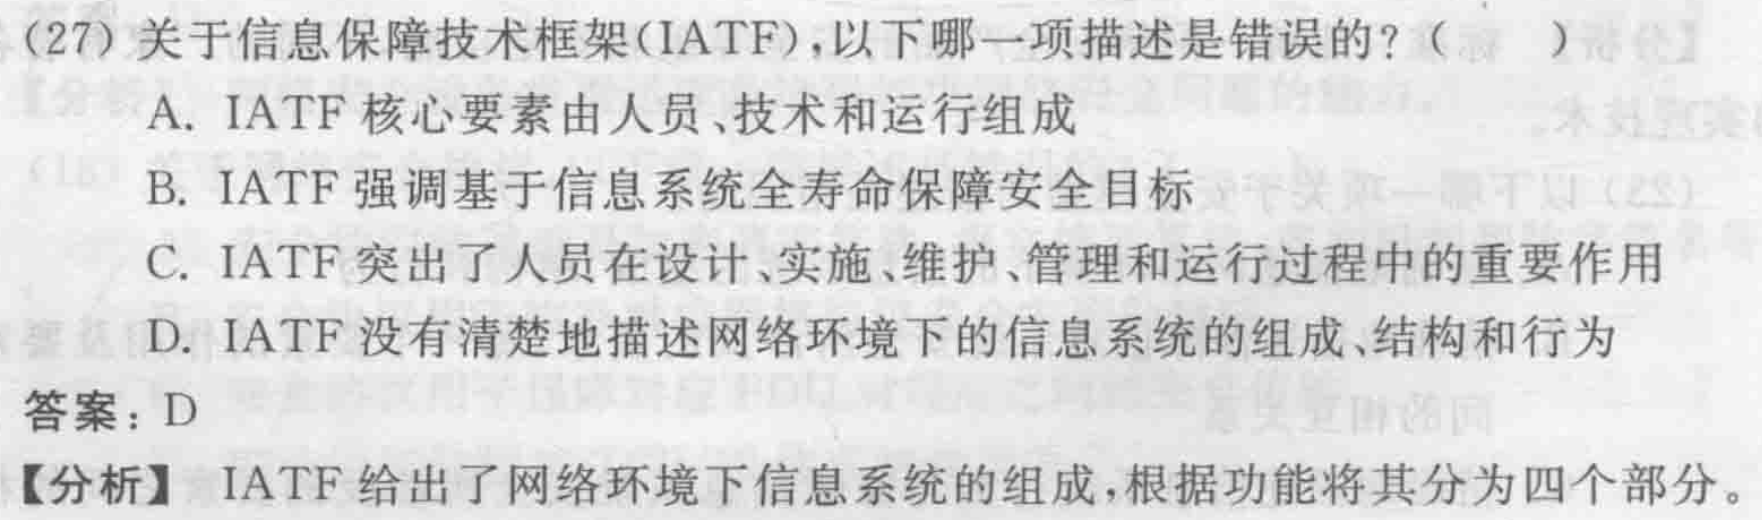 (27) 关于信息保障技术框架(IATF),以下哪一项描述是错误的?(    )
A. IATF 核心要素由人员、技术和运行组成
B. IATF 强调基于信息系统全寿命保障安全目标
C. IATF 突出了人员在设计、实施、维护、管理和运行过程中的重要作用
D. IATF 没有清楚地描述网络环境下的信息系统的组成、结构和行为
答案: D
【分析】 IATF 给出了网络环境下信息系统的组成,根据功能将其分为四个部分。